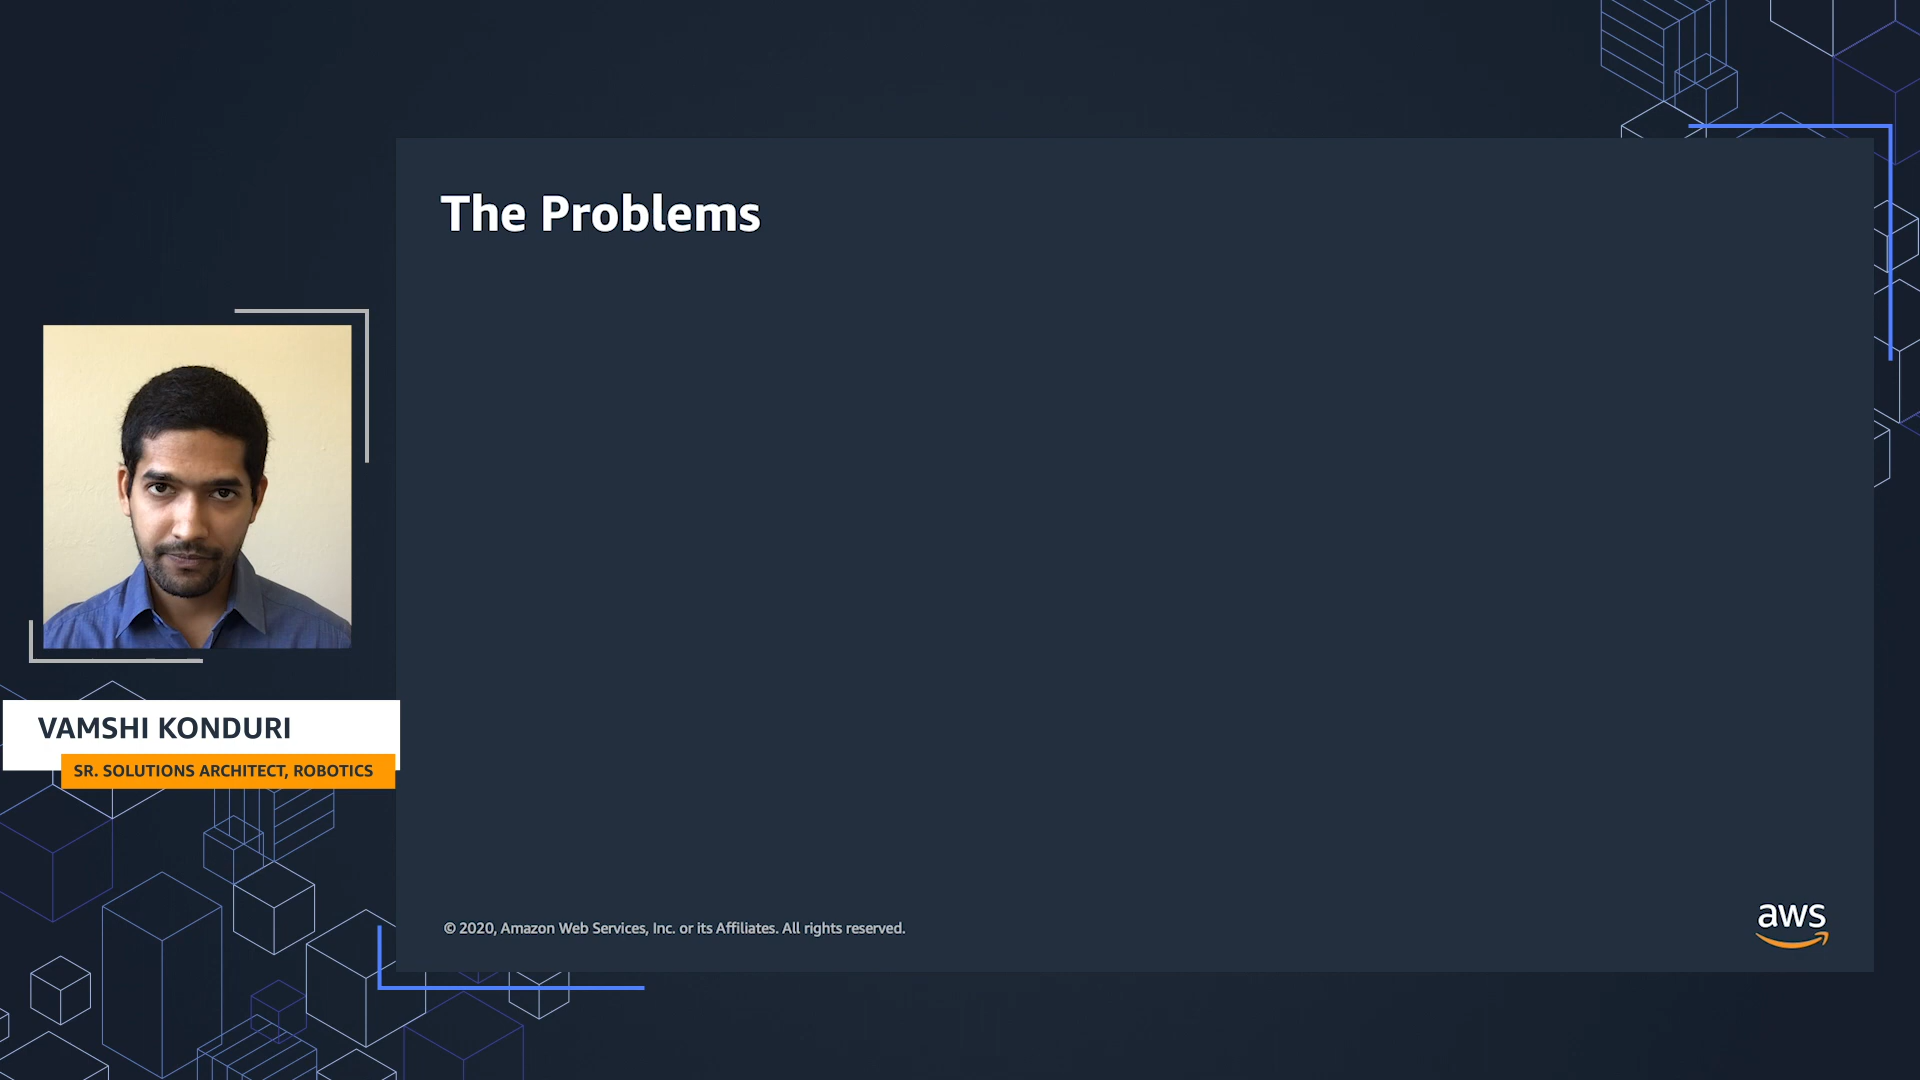 The Problems
VAMSHI KONDURI
SR. SOLUTIONS ARCHITECT, ROBOTICS
© 2020, Amazon Web Services, Inc. or its Affiliates. All rights reserved.
aws